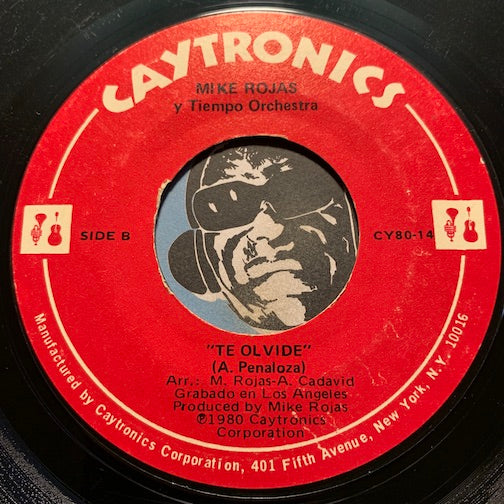 CAYTRONICS
MIKE ROJAS
y Tiempo Orchestra
SIDE B
CY80-14
"TE OLVIDE"
(A. Penaloza)
Arr.: M. Rojas-A. Cadavid
Grabado en Los Angeles
Produced by Mike Rojas
℗1980 Caytronics
Corporation
Manufactured by Caytronics Corporation, 401 Fifth Avenue, New York, N.Y. 10016